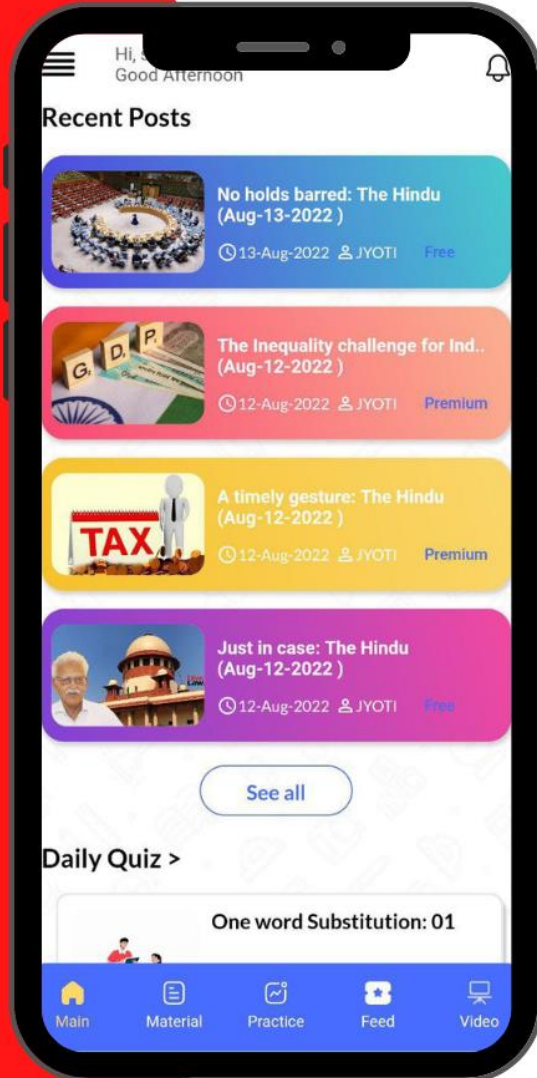 Hi,
Good Afternoon
Recent Posts
No holds barred: The Hindu
(Aug-13-2022 )
13-Aug-2022 JYOTI Free
G D P
The Inequality challenge for Ind..
(Aug-12-2022 )
12-Aug-2022 JYOTI Premium
TAX
A timely gesture: The Hindu
(Aug-12-2022 )
12-Aug-2022 JYOTI Premium
Just in case: The Hindu
(Aug-12-2022 )
12-Aug-2022 JYOTI Free
See all
Daily Quiz >
One word Substitution: 01
Main Material Practice Feed Video